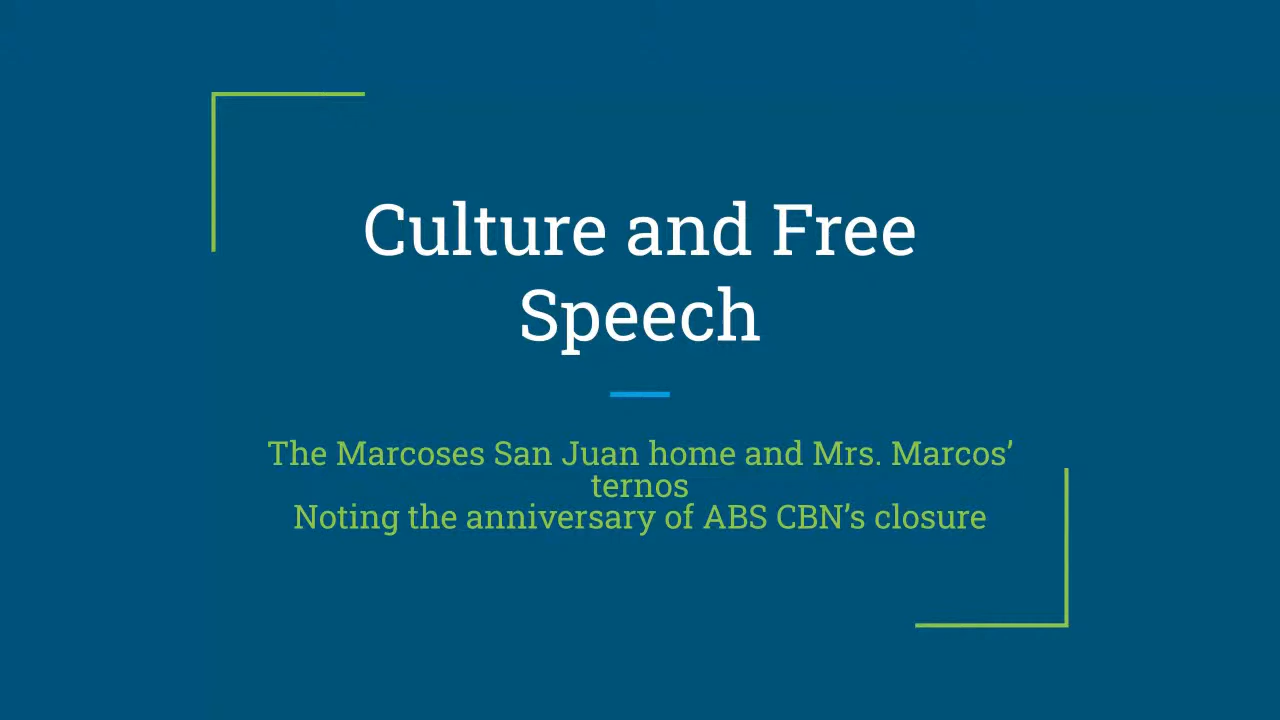 Culture and Free
Speech
The Marcoses San Juan home and Mrs. Marcos’
ternos
Noting the anniversary of ABS CBN’s closure